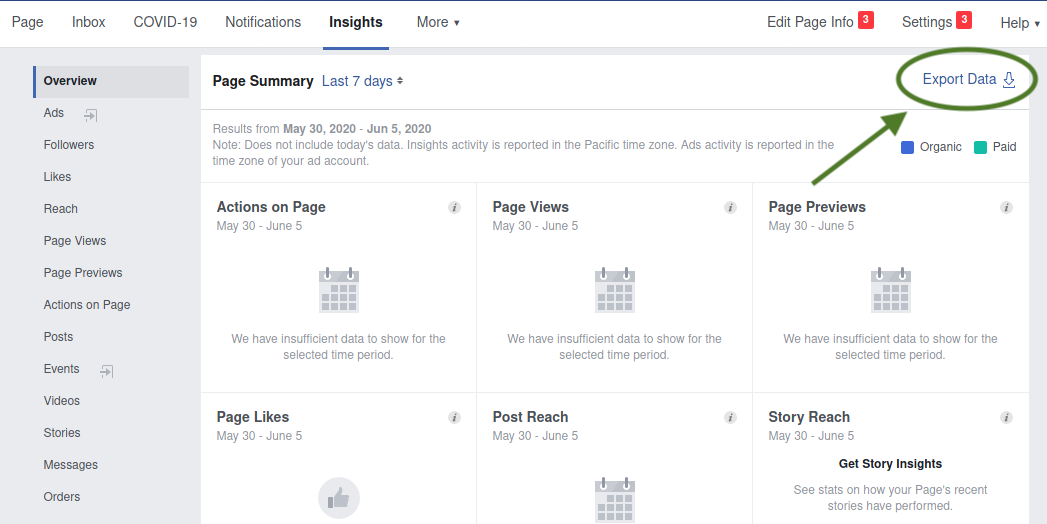 Page Inbox COVID-19 Notifications Insights More Edit Page Info 3 Settings 3 Help
Overview
Ads
Followers
Likes
Reach
Page Views
Page Previews
Actions on Page
Posts
Events
Videos
Stories
Messages
Orders
Page Summary Last 7 days Export Data
Results from May 30, 2020 - Jun 5, 2020
Note: Does not include today's data. Insights activity is reported in the Pacific time zone. Ads activity is reported in the
time zone of your ad account.
Organic Paid
Actions on Page
May 30 - June 5
We have insufficient data to show for the
selected time period.
Page Views
May 30 - June 5
We have insufficient data to show for the
selected time period.
Page Previews
May 30 - June 5
We have insufficient data to show for the
selected time period.
Page Likes
May 30 - June 5
Post Reach
May 30 - June 5
Story Reach
May 30 - June 5
Get Story Insights
See stats on how your Page's recent
stories have performed.